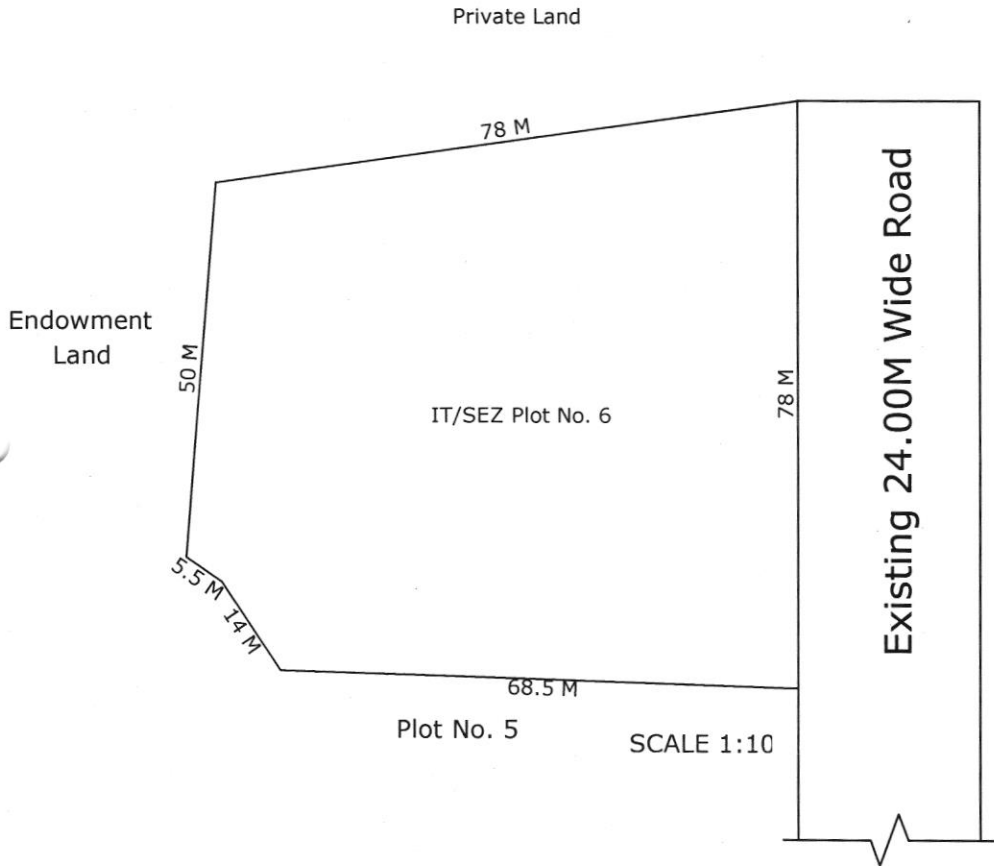 Private Land
78 M
Endowment
Land
50 M
IT/SEZ Plot No. 6
78 M
Existing 24.00M Wide Road
5.5 M
14 M
68.5 M
Plot No. 5
SCALE 1:10